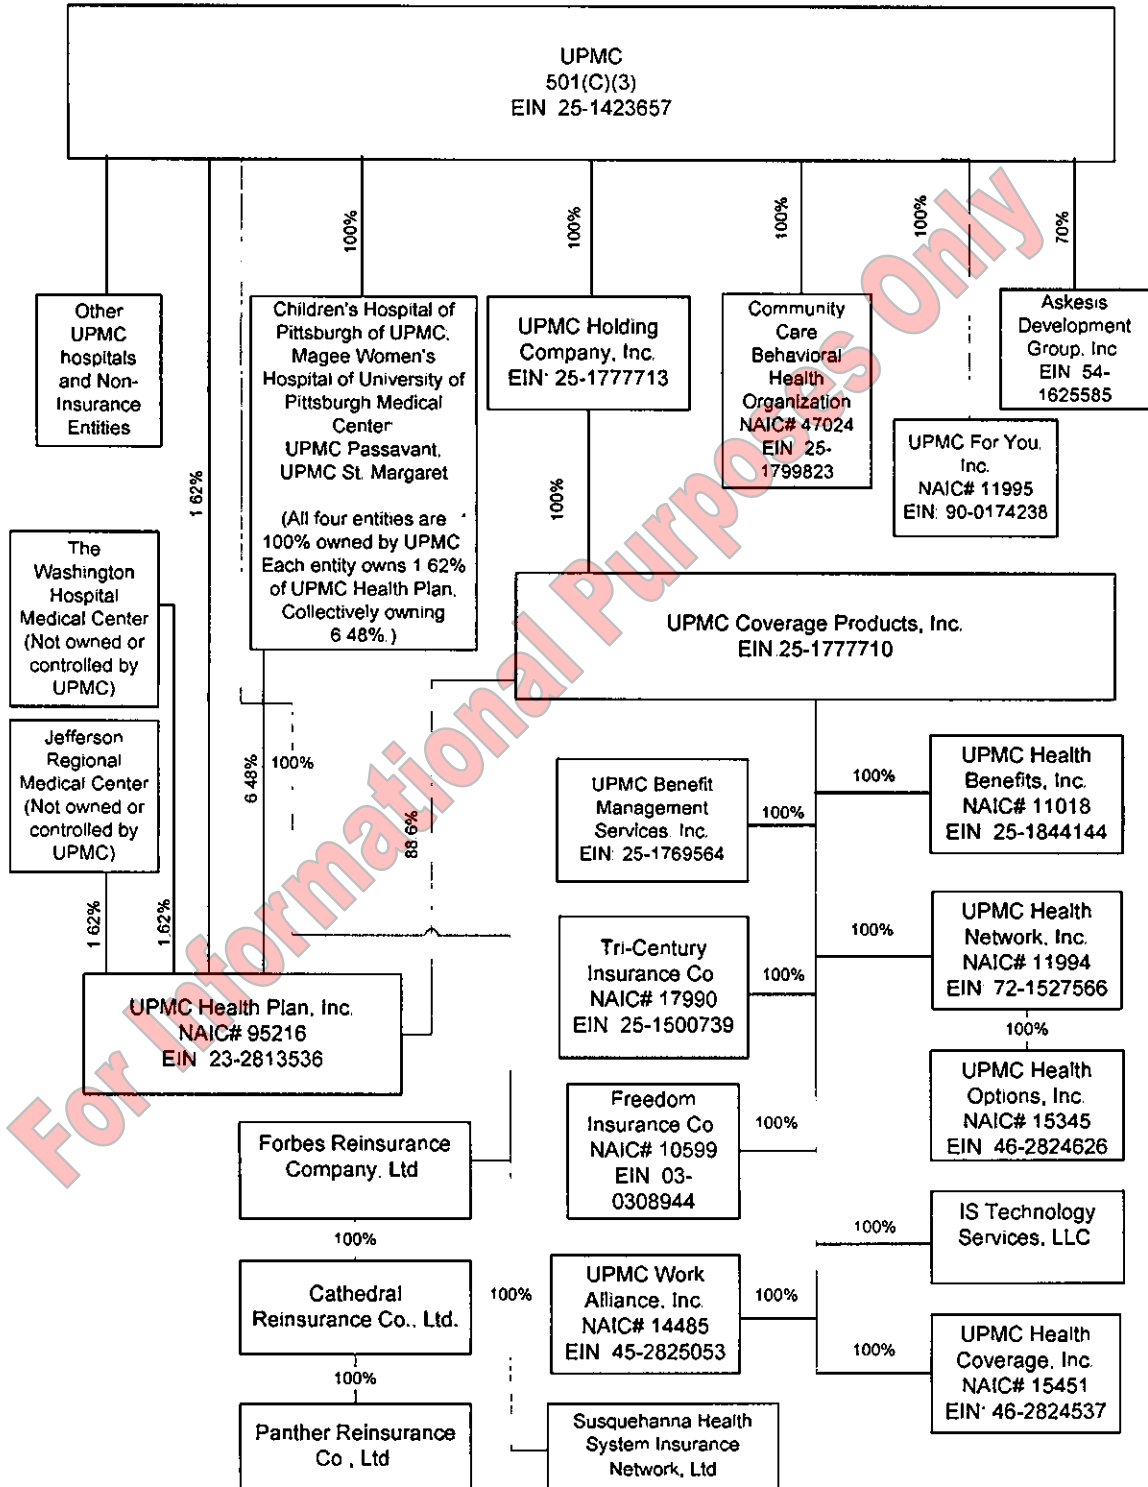 UPMC
501(C)(3)
EIN 25-1423657
1 62%
100%
100%
100%
100%
70%
Other
UPMC
hospitals
and Non-
Insurance
Entities
Children's Hospital of
Pittsburgh of UPMC,
Magee Women's
Hospital of University of
Pittsburgh Medical
Center
UPMC Passavant,
UPMC St. Margaret
(All four entities are
100% owned by UPMC
Each entity owns 1 62%
of UPMC Health Plan,
Collectively owning
6 48%.)
UPMC Holding
Company, Inc.
EIN: 25-1777713
Community
Care
Behavioral
Health
Organization
NAIC# 47024
EIN 25-
1799823
UPMC For You,
Inc.
NAIC# 11995
EIN: 90-0174238
Askesis
Development
Group, Inc
EIN 54-
1625585
100%
The
Washington
Hospital
Medical Center
(Not owned or
controlled by
UPMC)
Jefferson
Regional
Medical Center
(Not owned or
controlled by
UPMC)
UPMC Coverage Products, Inc.
EIN 25-1777710
1 62%
1 62%
6 48%
100%
88.6%
UPMC Health Plan, Inc.
NAIC# 95216
EIN 23-2813536
UPMC Benefit
Management
Services, Inc.
EIN: 25-1769564
100%
100%
UPMC Health
Benefits, Inc.
NAIC# 11018
EIN 25-1844144
Tri-Century
Insurance Co
NAIC# 17990
EIN 25-1500739
100%
100%
UPMC Health
Network, Inc.
NAIC# 11994
EIN 72-1527566
100%
UPMC Health
Options, Inc.
NAIC# 15345
EIN 46-2824626
Freedom
Insurance Co
NAIC# 10599
EIN 03-
0308944
100%
Forbes Reinsurance
Company, Ltd
100%
Cathedral
Reinsurance Co., Ltd.
100%
Panther Reinsurance
Co , Ltd
100%
IS Technology
Services, LLC
100%
UPMC Work
Alliance, Inc.
NAIC# 14485
EIN 45-2825053
100%
100%
UPMC Health
Coverage, Inc.
NAIC# 15451
EIN: 46-2824537
Susquehanna Health
System Insurance
Network, Ltd
For Informational Purposes Only